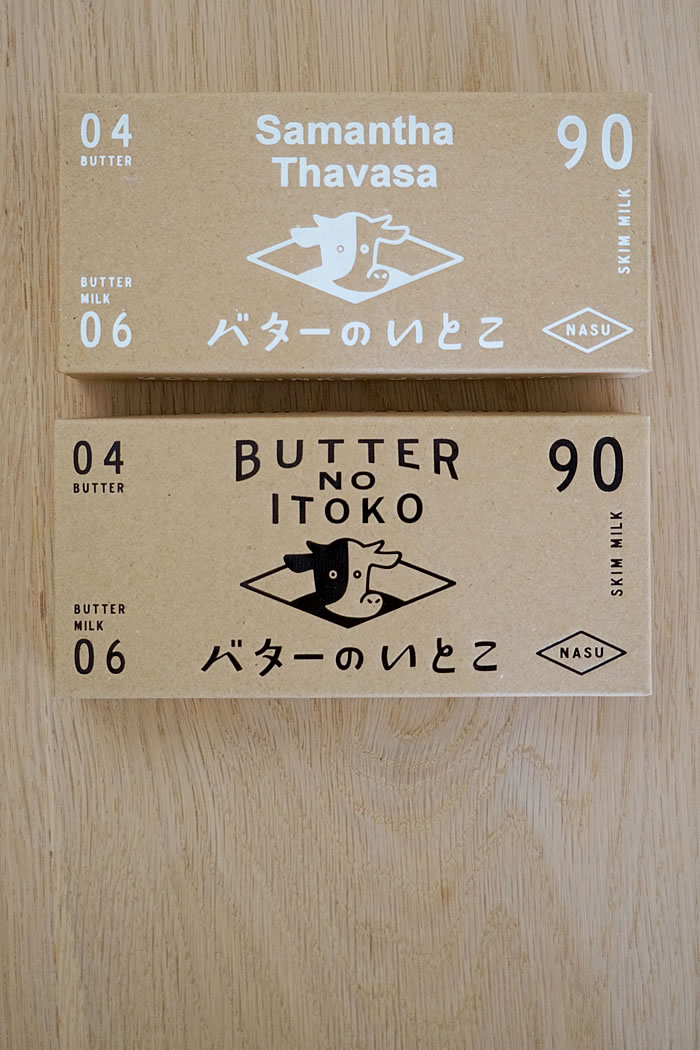 04
BUTTER
Samantha
Thavasa
90
SKIM MILK
BUTTER
MILK
06
バターのいとこ
NASU
04
BUTTER
BUTTER
NO
ITOKO
90
SKIM MILK
BUTTER
MILK
06
バターのいとこ
NASU